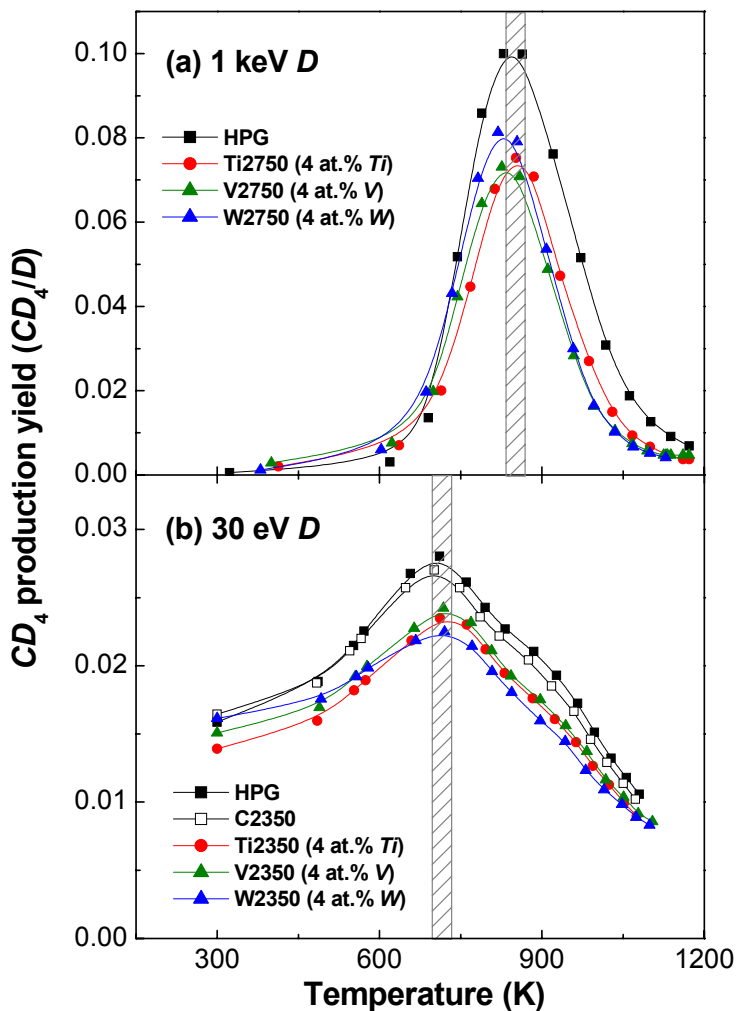 (a) 1 keV D
HPG
Ti2750 (4 at.% Ti)
V2750 (4 at.% V)
W2750 (4 at.% W)
0.10
0.08
0.06
0.04
0.02
0.00
CD₄ production yield (CD₄/D)
(b) 30 eV D
0.03
0.02
0.01
0.00
HPG
C2350
Ti2350 (4 at.% Ti)
V2350 (4 at.% V)
W2350 (4 at.% W)
300 600 900 1200
Temperature (K)